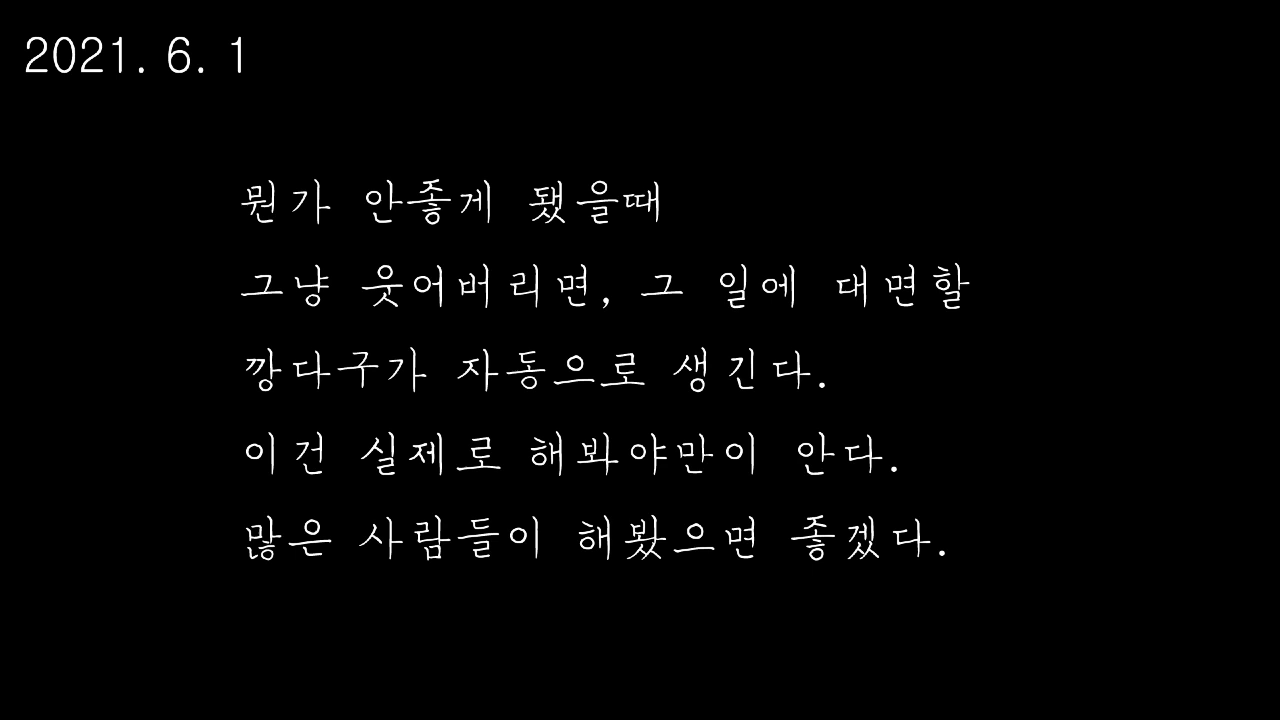 2021. 6. 1
뭔가 안좋게 됐을때
그냥 웃어버리면, 그 일에 대면할
깡다구가 자동으로 생긴다.
이건 실제로 해봐야만이 안다.
많은 사람들이 해봤으면 좋겠다.